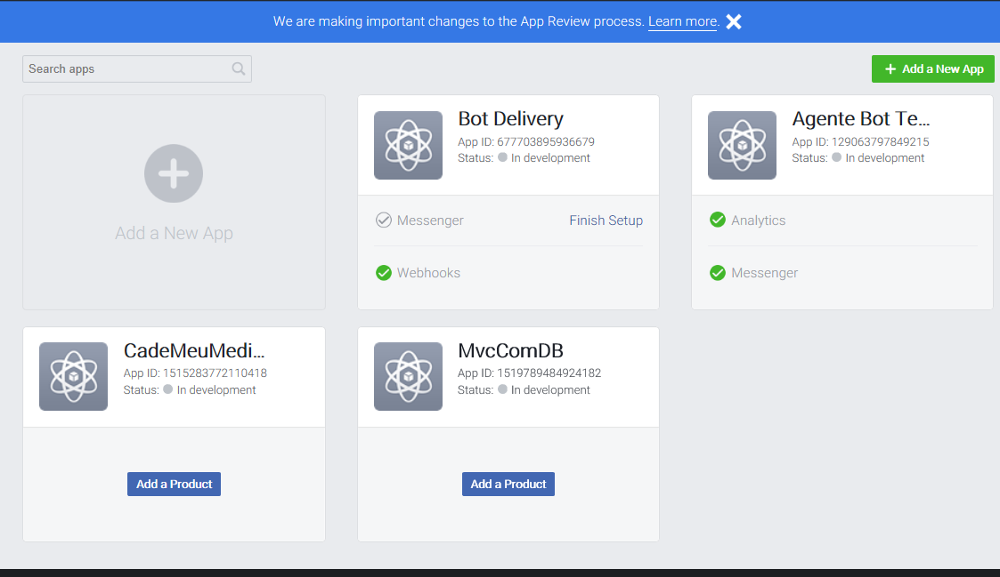 We are making important changes to the App Review process. Learn more.
Search apps
Add a New App
Add a New App
Bot Delivery
App ID: 677703895936679
Status: In development
Messenger
Finish Setup
Webhooks
Agente Bot Te...
App ID: 129063797849215
Status: In development
Analytics
Messenger
CadeMeuMedi...
App ID: 1515283772110418
Status: In development
Add a Product
MvcComDB
App ID: 1519789484924182
Status: In development
Add a Product